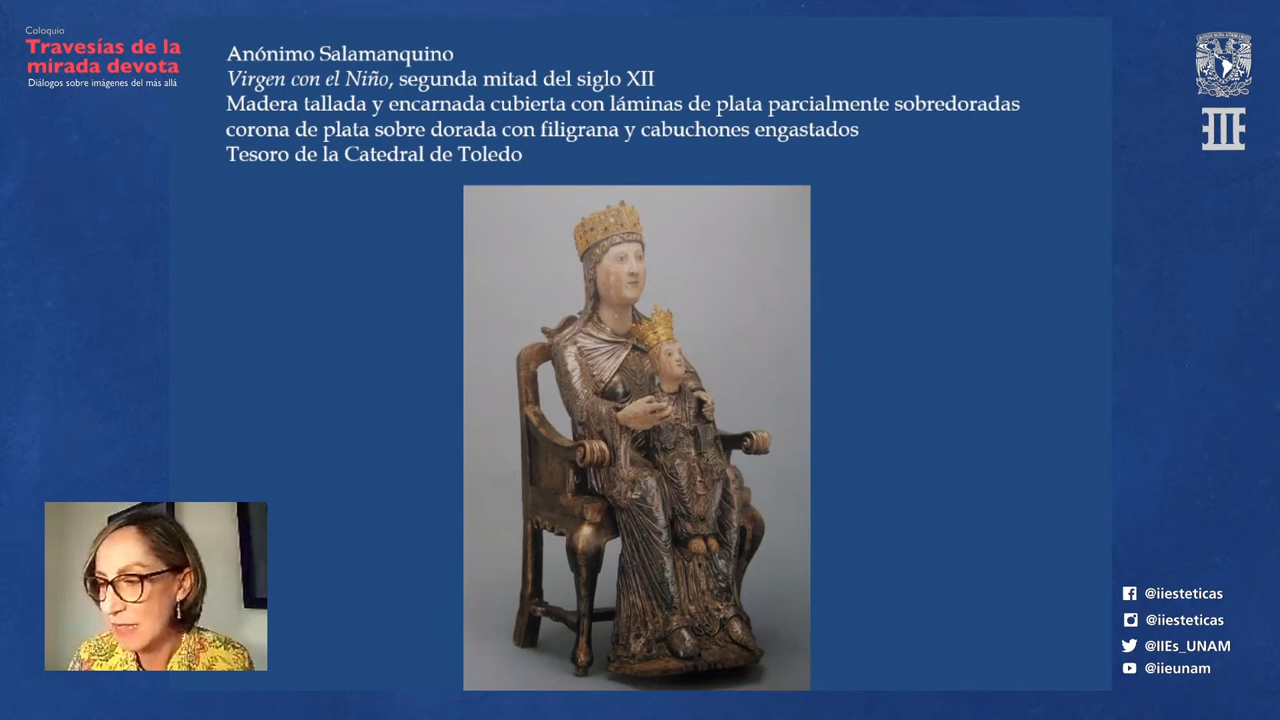 Coloquio
Travesías de la
mirada devota
Diálogos sobre imágenes del más allá
Anónimo Salamanquino
Virgen con el Niño, segunda mitad del siglo XII
Madera tallada y encarnada cubierta con láminas de plata parcialmente sobredoradas
corona de plata sobre dorada con filigrana y cabuchones engastados
Tesoro de la Catedral de Toledo
@iiesteticas
@iiesteticas
@IIEs_UNAM
@iieunam